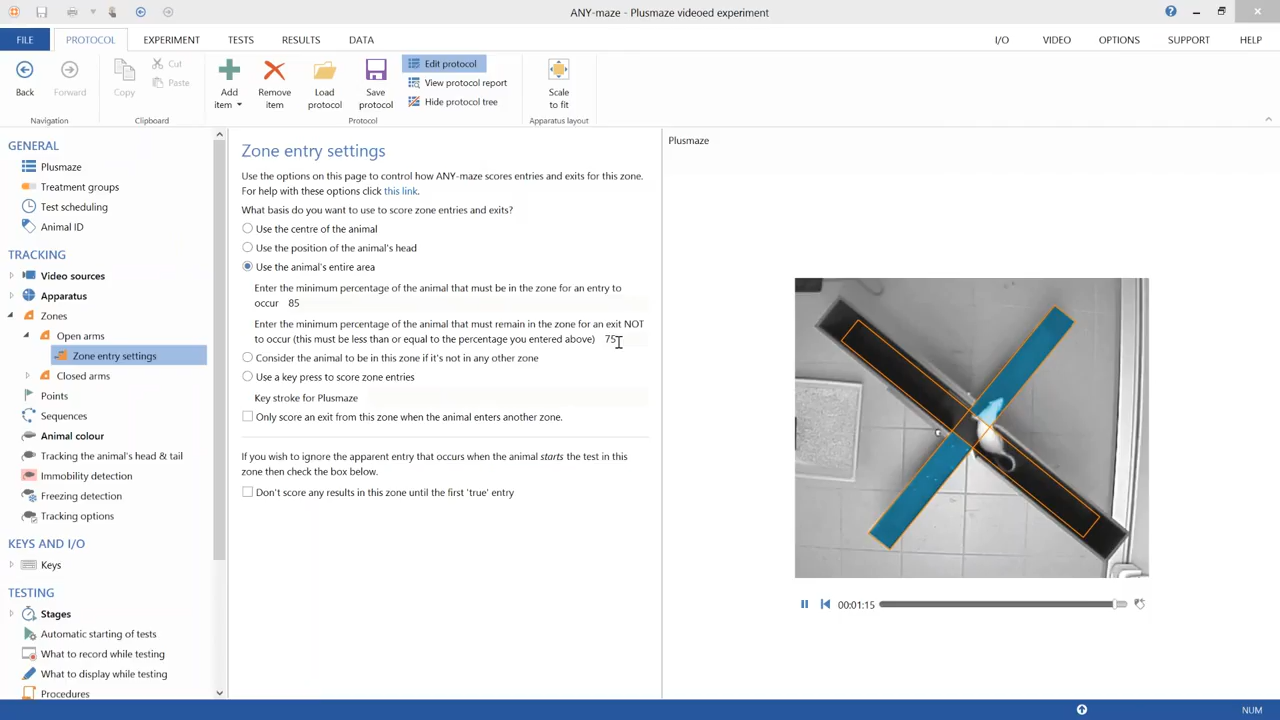 ANY-maze - Plusmaze videoed experiment
FILE PROTOCOL EXPERIMENT TESTS RESULTS DATA I/O VIDEO OPTIONS SUPPORT HELP
Back
Forward
Navigation
Copy
Cut
Paste
Clipboard
Add item
Remove item
Load protocol
Save protocol
Edit protocol
View protocol report
Hide protocol tree
Protocol
Scale to fit
Apparatus layout
GENERAL
Plusmaze
Treatment groups
Test scheduling
Animal ID
TRACKING
Video sources
Apparatus
Zones
Open arms
Zone entry settings
Closed arms
Points
Sequences
Animal colour
Tracking the animal's head & tail
Immobility detection
Freezing detection
Tracking options
KEYS AND I/O
Keys
TESTING
Stages
Automatic starting of tests
What to record while testing
What to display while testing
Procedures
Zone entry settings
Use the options on this page to control how ANY-maze scores entries and exits for this zone.
For help with these options click this link.
What basis do you want to use to score zone entries and exits?
Use the centre of the animal
Use the position of the animal's head
Use the animal's entire area
Enter the minimum percentage of the animal that must be in the zone for an entry to
occur 85
Enter the minimum percentage of the animal that must remain in the zone for an exit NOT
to occur (this must be less than or equal to the percentage you entered above) 75
Consider the animal to be in this zone if it's not in any other zone
Use a key press to score zone entries
Key stroke for Plusmaze
Only score an exit from this zone when the animal enters another zone.
If you wish to ignore the apparent entry that occurs when the animal starts the test in this
zone then check the box below.
Don't score any results in this zone until the first 'true' entry
Plusmaze
00:01:15
NUM